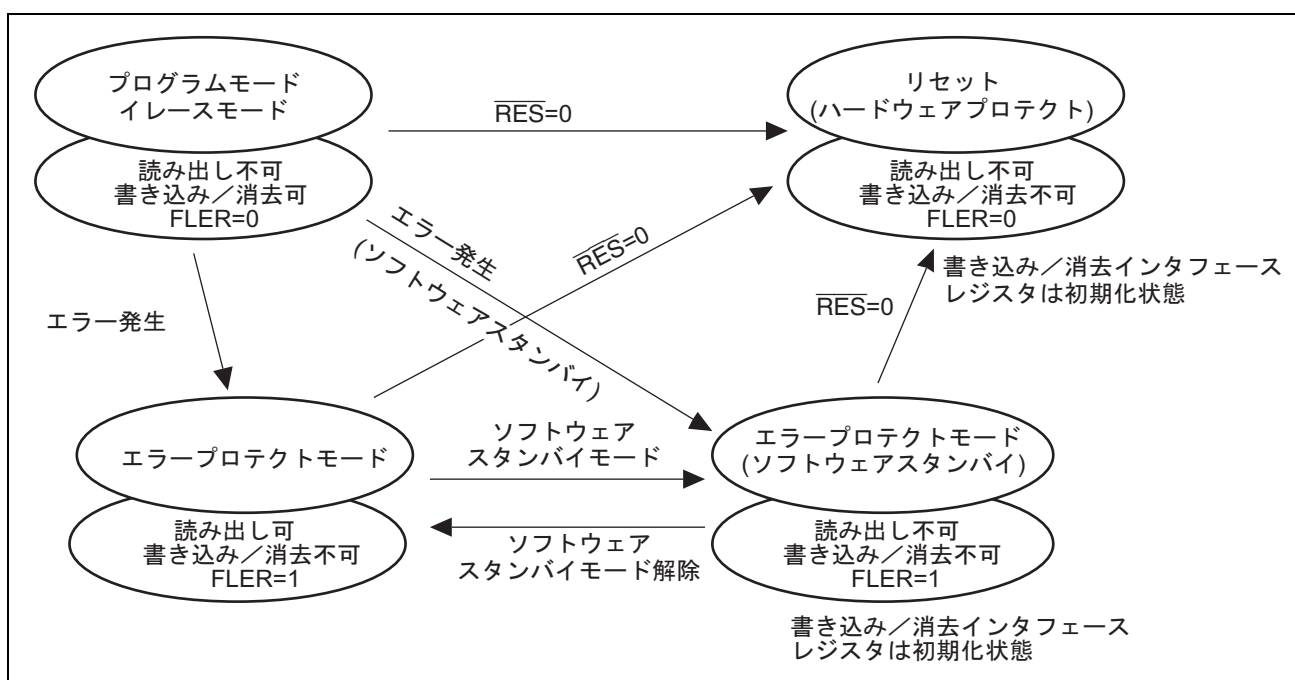 プログラムモード
イレースモード
読み出し不可
書き込み／消去可
FLER=0
RES=0
リセット
(ハードウェアプロテクト)
読み出し不可
書き込み／消去不可
FLER=0
書き込み／消去インタフェース
レジスタは初期化状態
エラー発生
エラー発生
(ソフトウェアスタンバイ)
RES=0
RES=0
エラープロテクトモード
読み出し可
書き込み／消去不可
FLER=1
ソフトウェア
スタンバイモード
ソフトウェア
スタンバイモード解除
エラープロテクトモード
(ソフトウェアスタンバイ)
読み出し不可
書き込み／消去不可
FLER=1
書き込み／消去インタフェース
レジスタは初期化状態